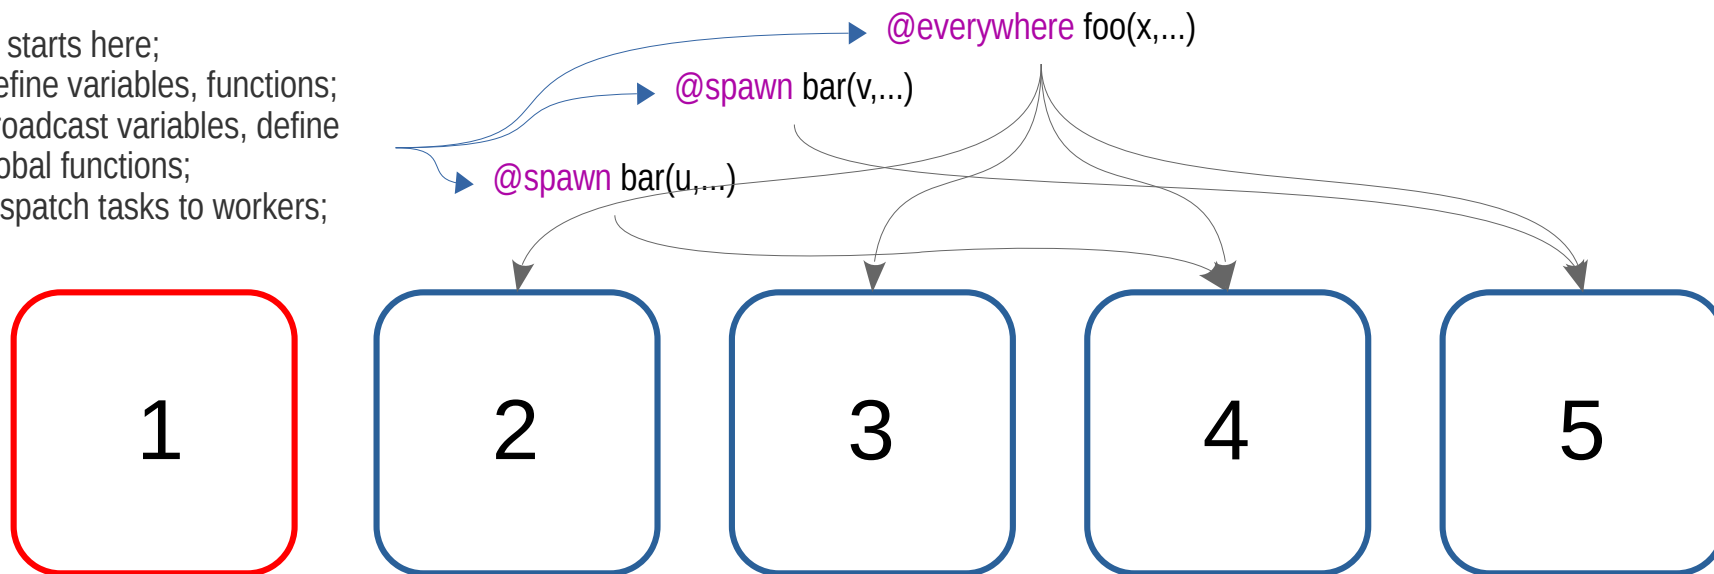 starts here;
efine variables, functions;
roadcast variables, define
obal functions;
spatch tasks to workers;
@everywhere foo(x,...)
@spawn bar(v,...)
@spawn bar(u,...)
1
2
3
4
5